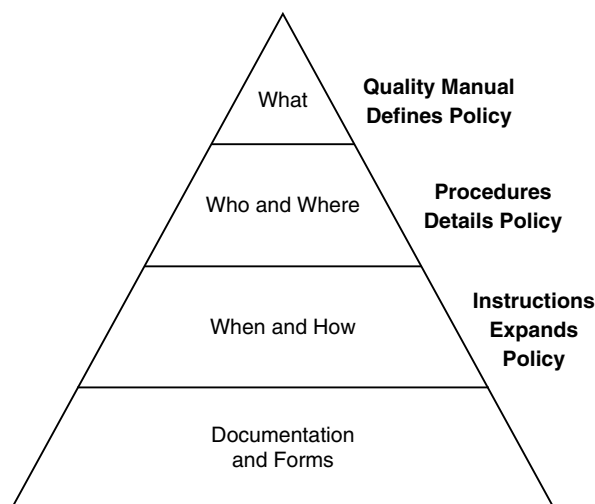 What
Quality Manual
Defines Policy
Who and Where
Procedures
Details Policy
When and How
Instructions
Expands
Policy
Documentation
and Forms